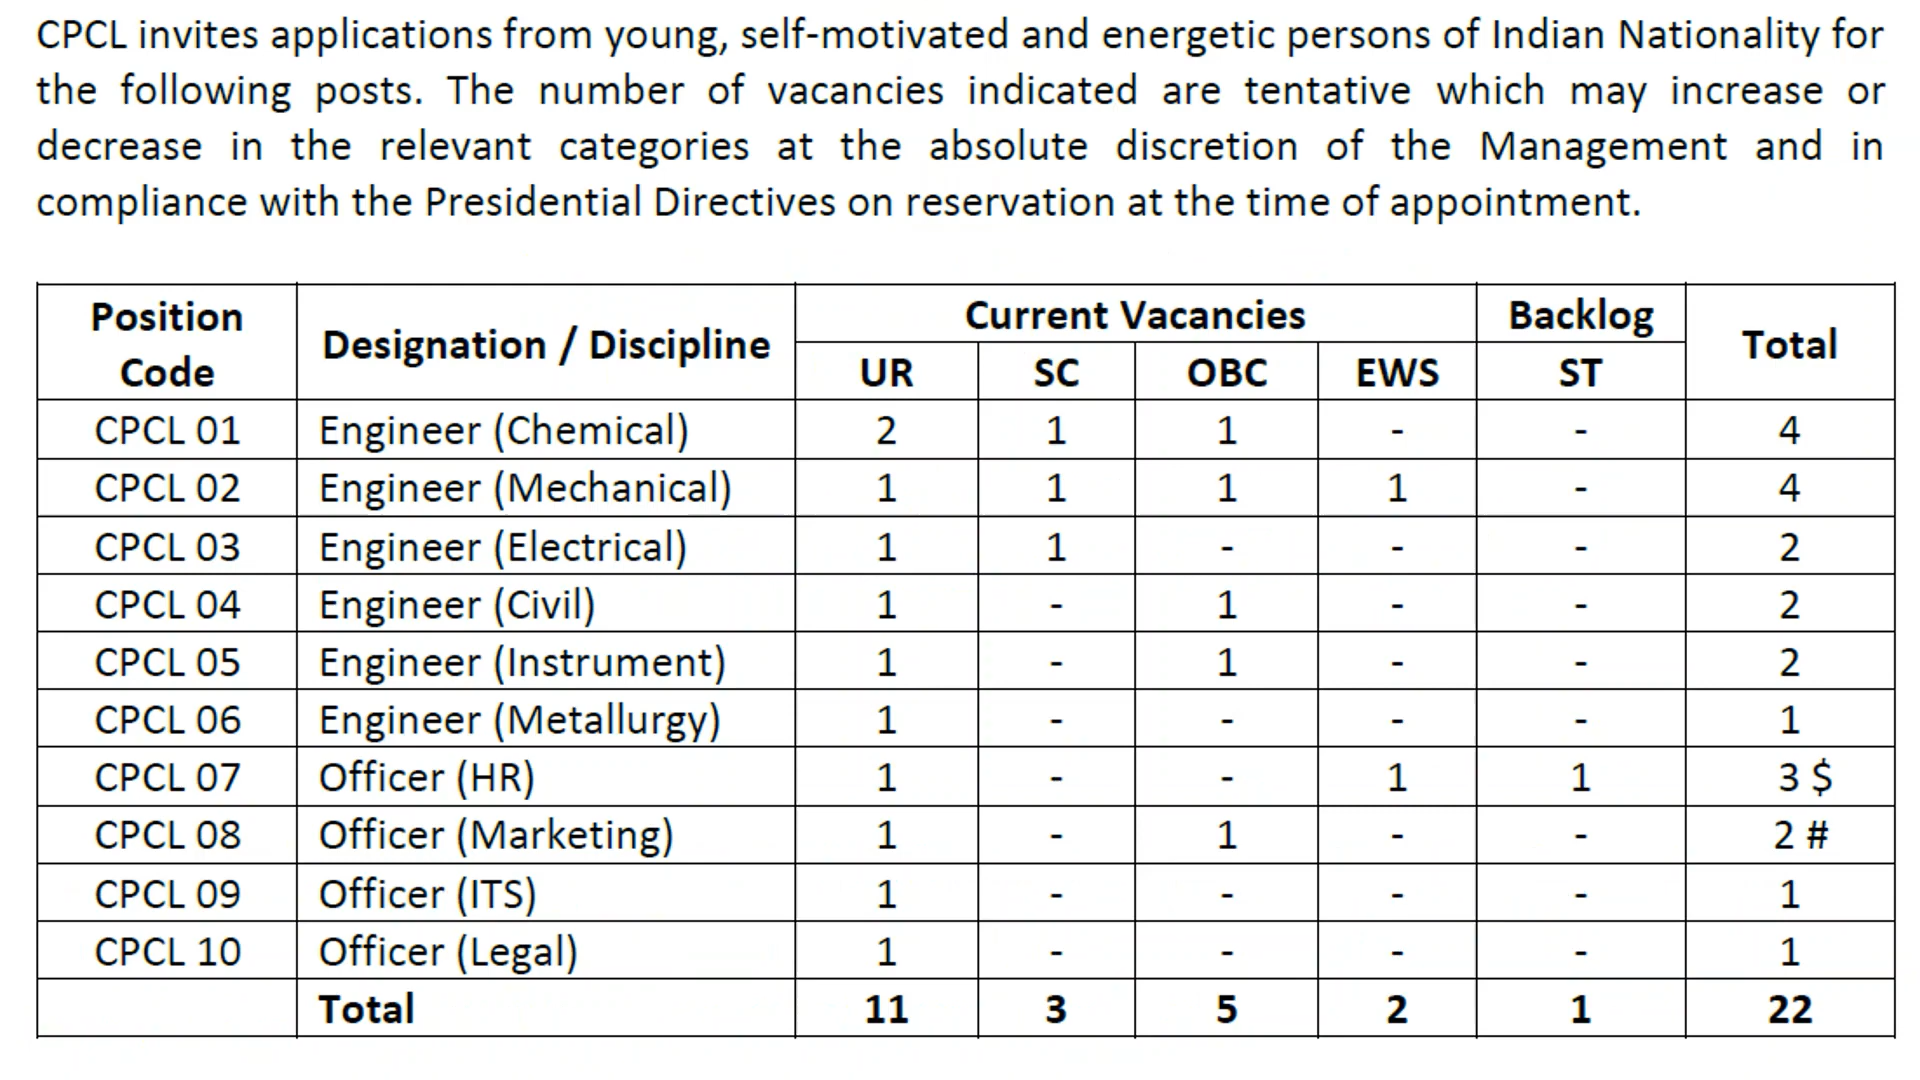 CPCL invites applications from young, self-motivated and energetic persons of Indian Nationality for
the following posts. The number of vacancies indicated are tentative which may increase or
decrease in the relevant categories at the absolute discretion of the Management and in
compliance with the Presidential Directives on reservation at the time of appointment.
Position Code Designation / Discipline Current Vacancies Backlog Total
UR SC OBC EWS ST
CPCL 01 Engineer (Chemical) 2 1 1 - - 4
CPCL 02 Engineer (Mechanical) 1 1 1 1 - 4
CPCL 03 Engineer (Electrical) 1 1 - - - 2
CPCL 04 Engineer (Civil) 1 - 1 - - 2
CPCL 05 Engineer (Instrument) 1 - 1 - - 2
CPCL 06 Engineer (Metallurgy) 1 - - - - 1
CPCL 07 Officer (HR) 1 - - 1 1 3 $
CPCL 08 Officer (Marketing) 1 - 1 - - 2 #
CPCL 09 Officer (ITS) 1 - - - - 1
CPCL 10 Officer (Legal) 1 - - - - 1
Total 11 3 5 2 1 22